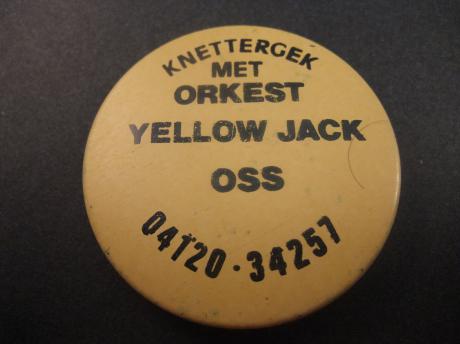 KNETTERGEK
MET
ORKEST
YELLOW JACK
OSS
04120-34257